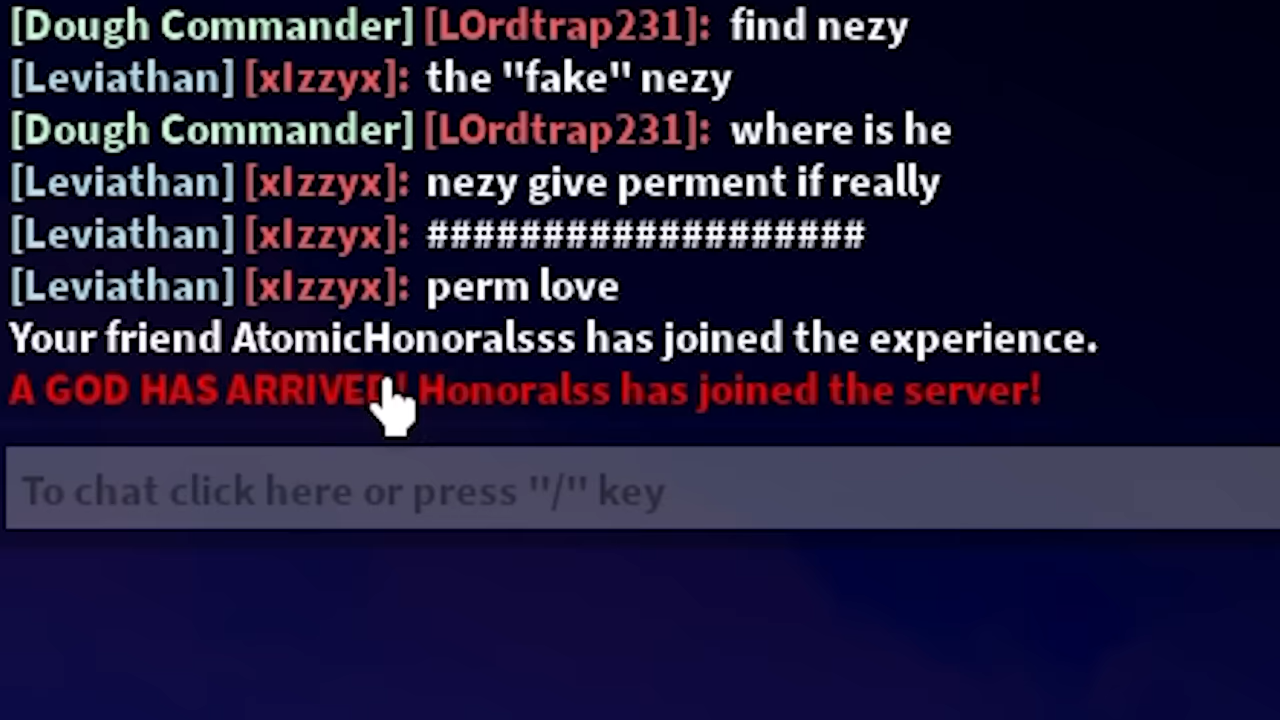 [Dough Commander] [LOrdtrap231]: find nezy
[Leviathan] [xIzzyx]: the "fake" nezy
[Dough Commander] [LOrdtrap231]: where is he
[Leviathan] [xIzzyx]: nezy give perment if really
[Leviathan] [xIzzyx]: ###################
[Leviathan] [xIzzyx]: perm love
Your friend AtomicHonoralsss has joined the experience.
A GOD HAS ARRIVED! Honoralss has joined the server!
To chat click here or press "/" key